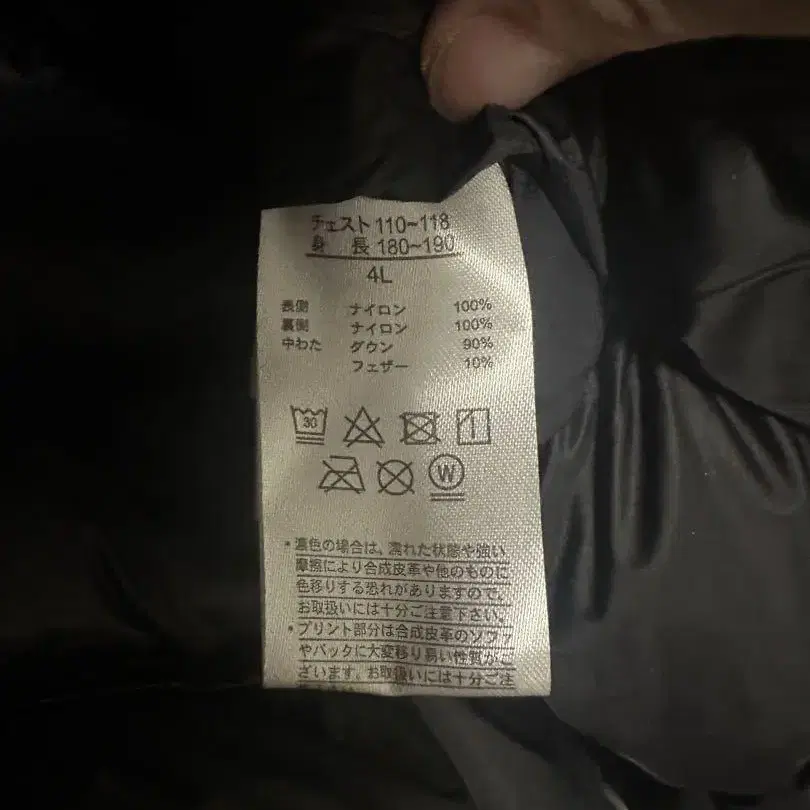 チェスト 110~118
身 長 180~190
4L
表側 ナイロン 100%
裏側 ナイロン 100%
中わた ダウン 90%
フェザー 10%
30
W
・濃色の場合は、濡れた状態や強い
摩擦により合成皮革や他のものに
色移りする恐れがありますので、
お取扱いには十分ご注意下さい。
・プリント部分は合成皮革のソファ
やバッタに大変移り易い性質がご
ざいます。お取扱いには十分ご注